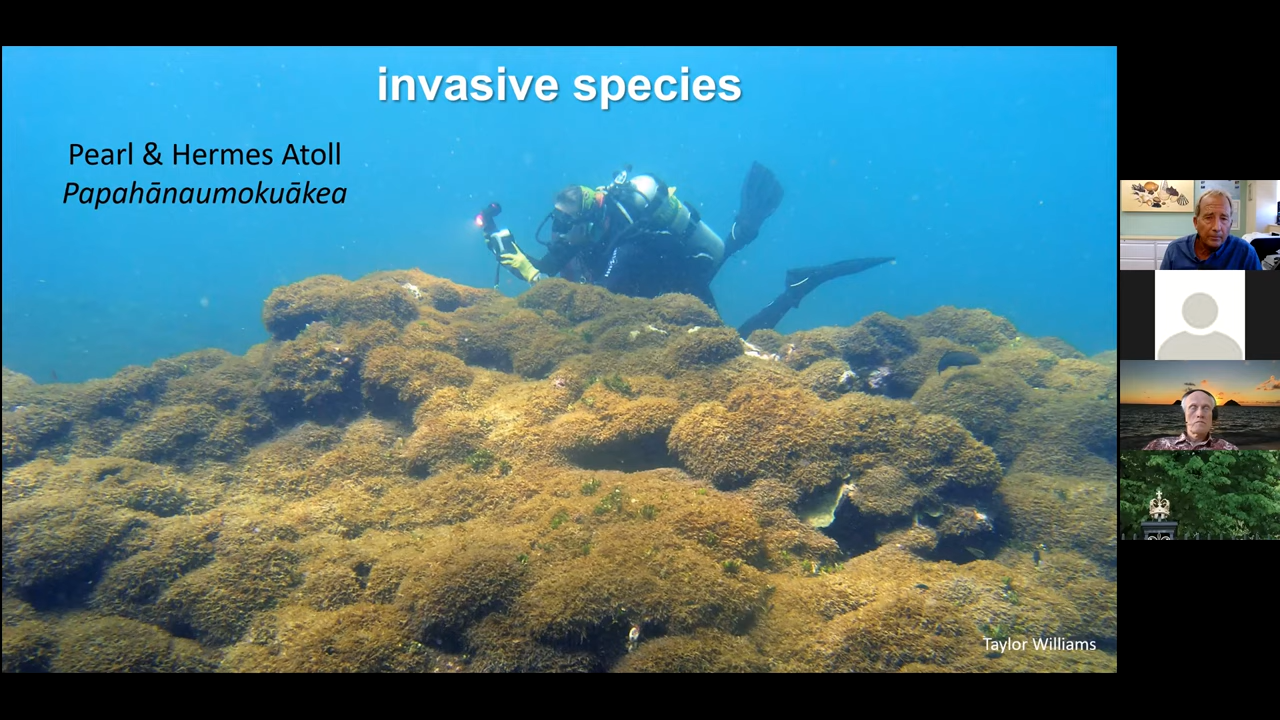 invasive species
Pearl & Hermes Atoll
Papahānaumokuākea
Taylor Williams